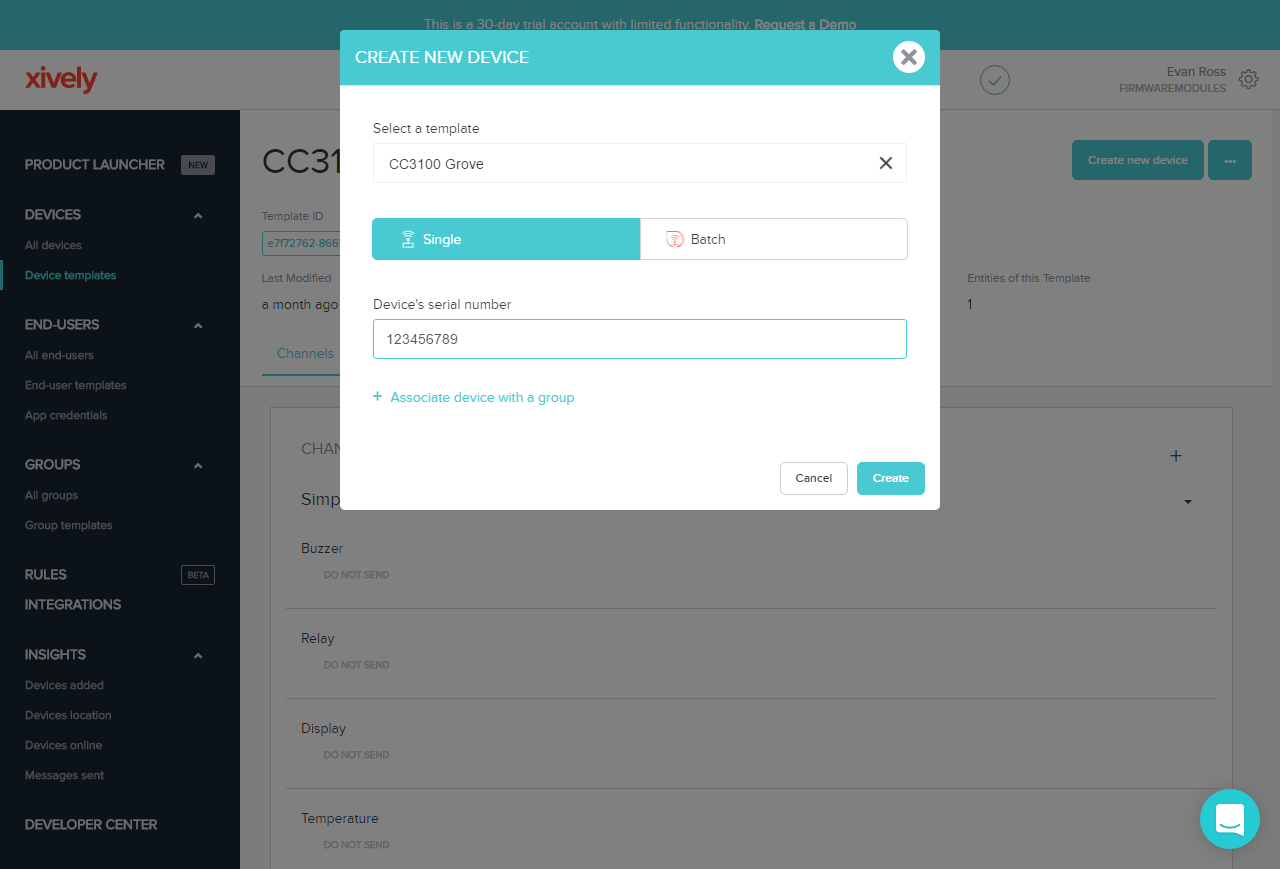 This is a 30-day trial account with limited functionality. Request a Demo
xively
Evan Ross
FIRMWAREMODULES
CREATE NEW DEVICE
Select a template
CC3100 Grove
Single
Batch
Device's serial number
123456789
+ Associate device with a group
Cancel
Create
PRODUCT LAUNCHER NEW
DEVICES
All devices
Device templates
END-USERS
All end-users
End-user templates
App credentials
GROUPS
All groups
Group templates
RULES BETA
INTEGRATIONS
INSIGHTS
Devices added
Devices location
Devices online
Messages sent
DEVELOPER CENTER
CC31
Create new device
...
Template ID
e7f72762-866
Last Modified
a month ago
Entities of this Template
1
Channels
CHAN
+
Simp
Buzzer
DO NOT SEND
Relay
DO NOT SEND
Display
DO NOT SEND
Temperature
DO NOT SEND